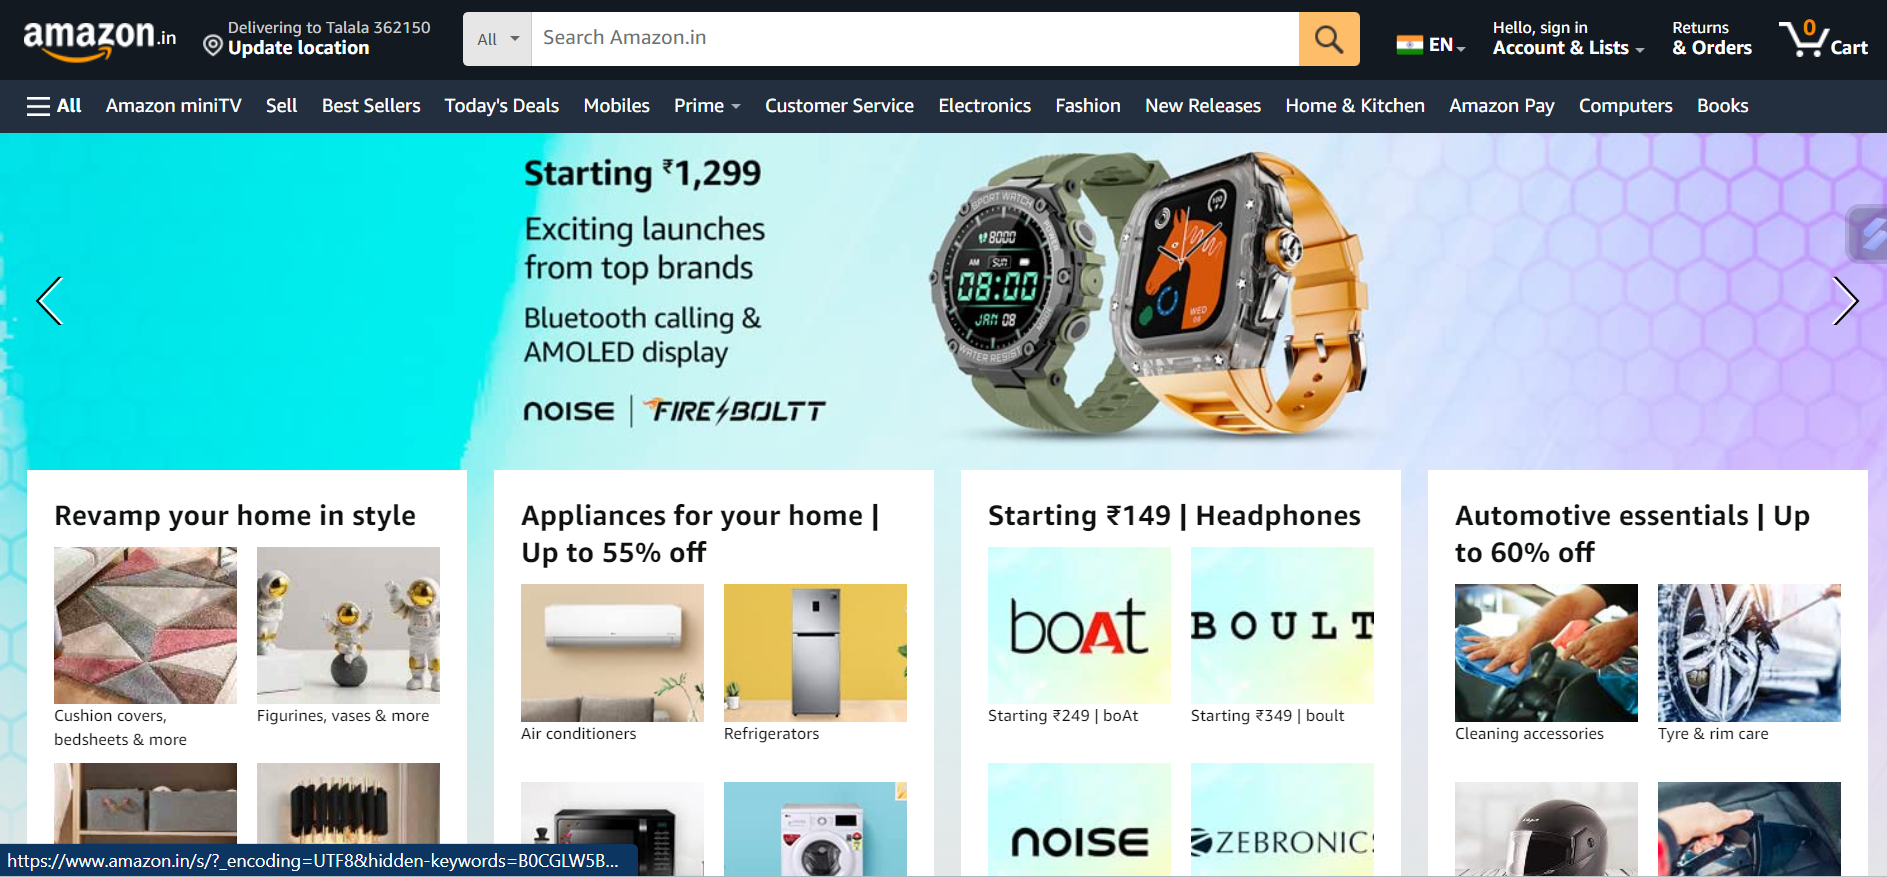 amazon.in
Delivering to Talala 362150
Update location
All
Search Amazon.in
EN
Hello, sign in
Account & Lists
Returns
& Orders
0
Cart
All
Amazon miniTV
Sell
Best Sellers
Today's Deals
Mobiles
Prime
Customer Service
Electronics
Fashion
New Releases
Home & Kitchen
Amazon Pay
Computers
Books
Starting ₹1,299
Exciting launches
from top brands
Bluetooth calling &
AMOLED display
NOISE | FIRE BOLTT
SPORT WATCH
POWER
8000
AM SUN
08:00
JAN 08
MODE
WATER RESIST
100
WED
Revamp your home in style
Cushion covers,
bedsheets & more
Figurines, vases & more
Appliances for your home |
Up to 55% off
Air conditioners
Refrigerators
Starting ₹149 | Headphones
boAt
BOULT
Starting ₹249 | boAt
Starting ₹349 | boult
NOISE
ZEBRONICS
Automotive essentials | Up
to 60% off
Cleaning accessories
Tyre & rim care
https://www.amazon.in/s/?_encoding=UTF8&hidden-keywords=B0CGLW5B...